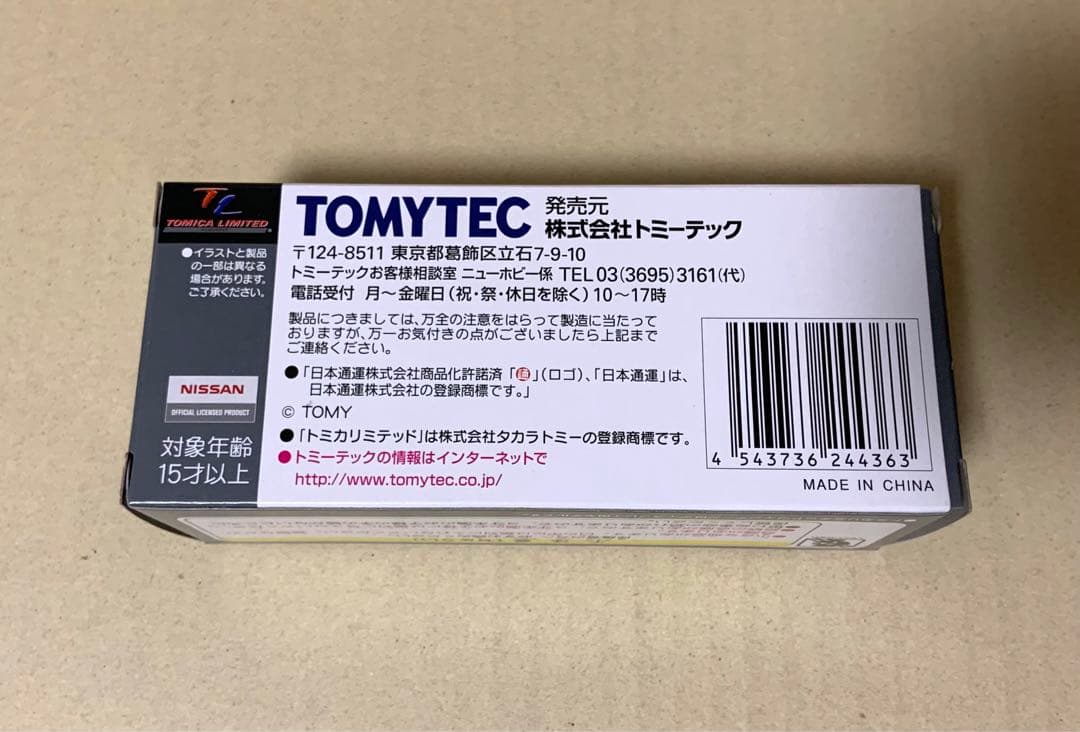 TL
TOMICA LIMITED
●イラストと製品
の一部は異なる
場合があります。
ご了承ください。
NISSAN
OFFICIAL LICENSED PRODUCT
対象年齢
15才以上
TOMYTEC 発売元
株式会社トミーテック
〒124-8511 東京都葛飾区立石7-9-10
トミーテックお客様相談室 ニューホビー係 TEL 03(3695)3161(代)
電話受付 月〜金曜日(祝・祭・休日を除く)10〜17時
製品につきましては、万全の注意をはらって製造に当たって
おりますが、万一お気付きの点がございましたら上記まで
ご連絡ください。
●「日本通運株式会社商品化許諾済「通」(ロゴ)、「日本通運」は、
日本通運株式会社の登録商標です。」
© TOMY
●「トミカリミテッド」は株式会社タカラトミーの登録商標です。
●トミーテックの情報はインターネットで
http://www.tomytec.co.jp/
4 543736 244363
MADE IN CHINA